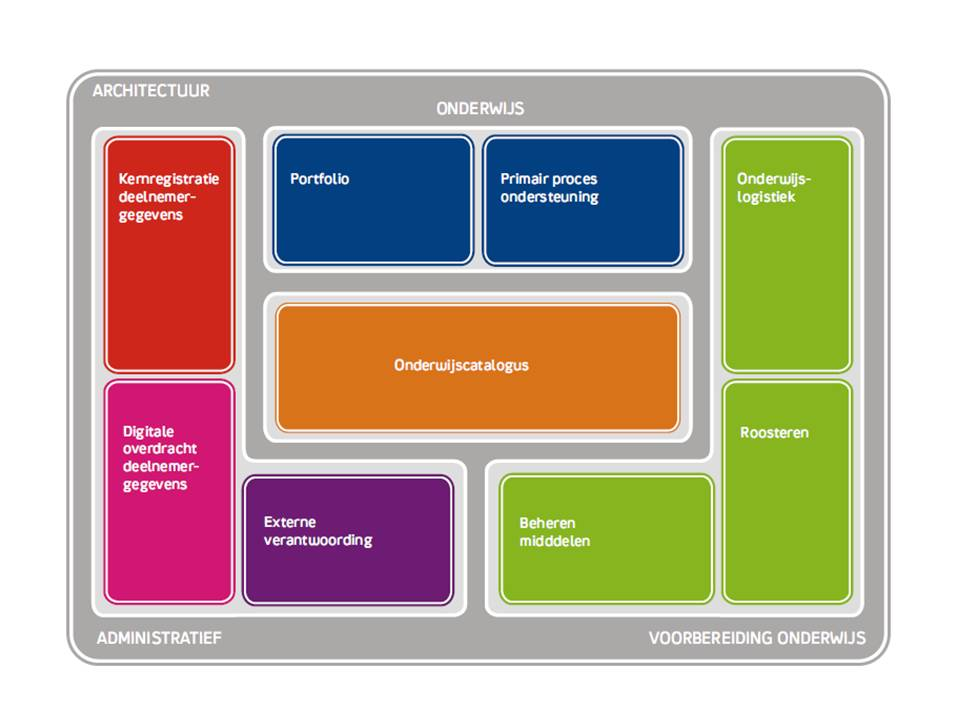 ARCHITECTUUR
ONDERWIJS
Kernregistratie
deelnemer-
gegevens
Portfolio
Primair proces
ondersteuning
Onderwijs-
logistiek
Onderwijscatalogus
Digitale
overdracht
deelnemer-
gegevens
Roosteren
Externe
verantwoording
Beheren
midddelen
ADMINISTRATIEF
VOORBEREIDING ONDERWIJS